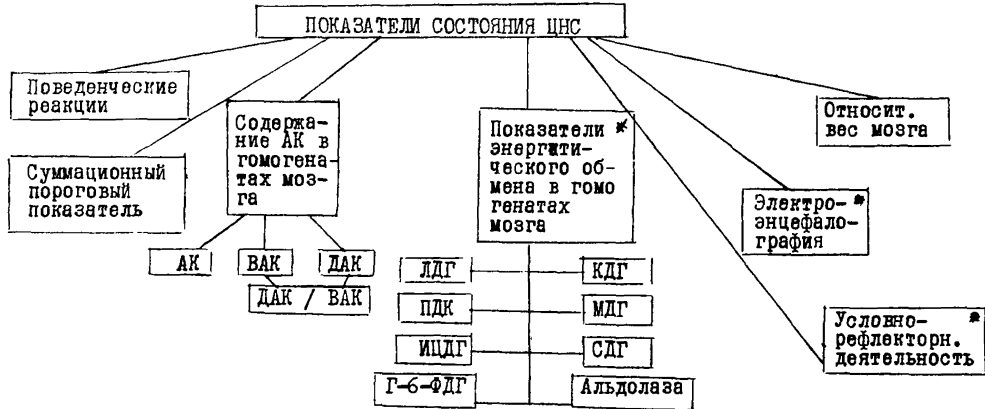 ПОКАЗАТЕЛИ СОСТОЯНИЯ ЦНС
Поведенческие
реакции
Суммационный
пороговый
показатель
Содержа-
ние АК в
гомогена-
тах моз-
га
АК
ВАК
ДАК
ДАК / ВАК
Показатели *
энергити-
ческого об-
мена в гомо
генатах
мозга
ЛДГ
КДГ
ПДК
МДГ
ИЦДГ
СДГ
Г-6-ФДГ
Альдолаза
Относит.
вес мозга
Электро- *
энцефало-
графия
Условно- *
рефлекторн.
деятельность